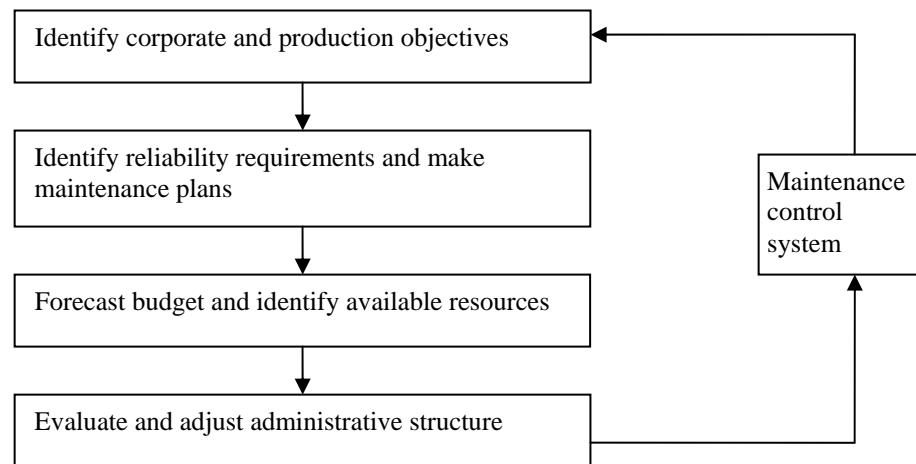 Identify corporate and production objectives
Identify reliability requirements and make
maintenance plans
Maintenance
control
system
Forecast budget and identify available resources
Evaluate and adjust administrative structure